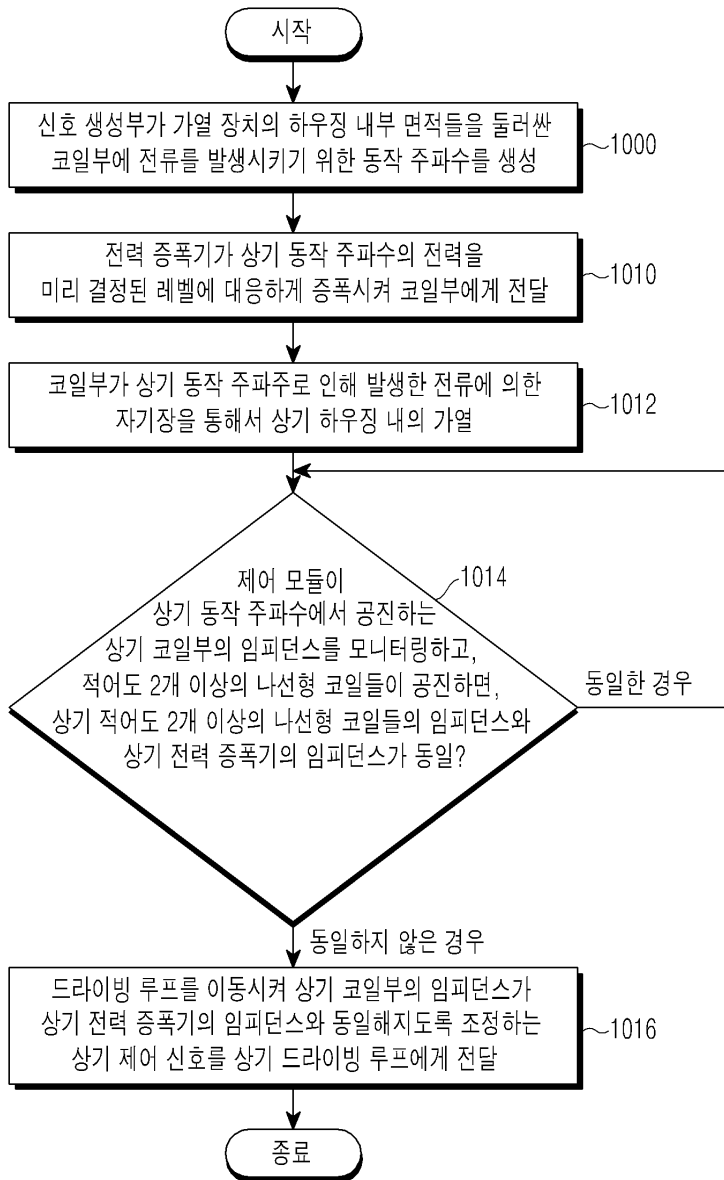 시작
신호 생성부가 가열 장치의 하우징 내부 면적들을 둘러싼
코일부에 전류를 발생시키기 위한 동작 주파수를 생성
1000
전력 증폭기가 상기 동작 주파수의 전력을
미리 결정된 레벨에 대응하게 증폭시켜 코일부에게 전달
1010
코일부가 상기 동작 주파주로 인해 발생한 전류에 의한
자기장을 통해서 상기 하우징 내의 가열
1012
제어 모듈이
상기 동작 주파수에서 공진하는
상기 코일부의 임피던스를 모니터링하고,
적어도 2개 이상의 나선형 코일들이 공진하면,
상기 적어도 2개 이상의 나선형 코일들의 임피던스와
상기 전력 증폭기의 임피던스가 동일?
1014
동일한 경우
동일하지 않은 경우
드라이빙 루프를 이동시켜 상기 코일부의 임피던스가
상기 전력 증폭기의 임피던스와 동일해지도록 조정하는
상기 제어 신호를 상기 드라이빙 루프에게 전달
1016
종료